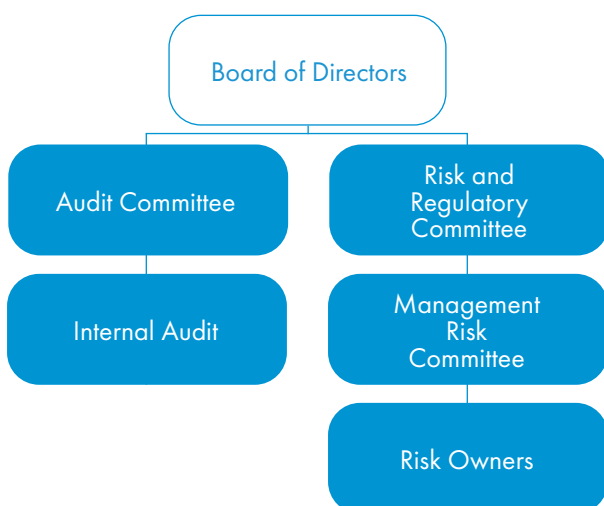 Board of Directors
Audit Committee
Risk and
Regulatory
Committee
Internal Audit
Management
Risk
Committee
Risk Owners